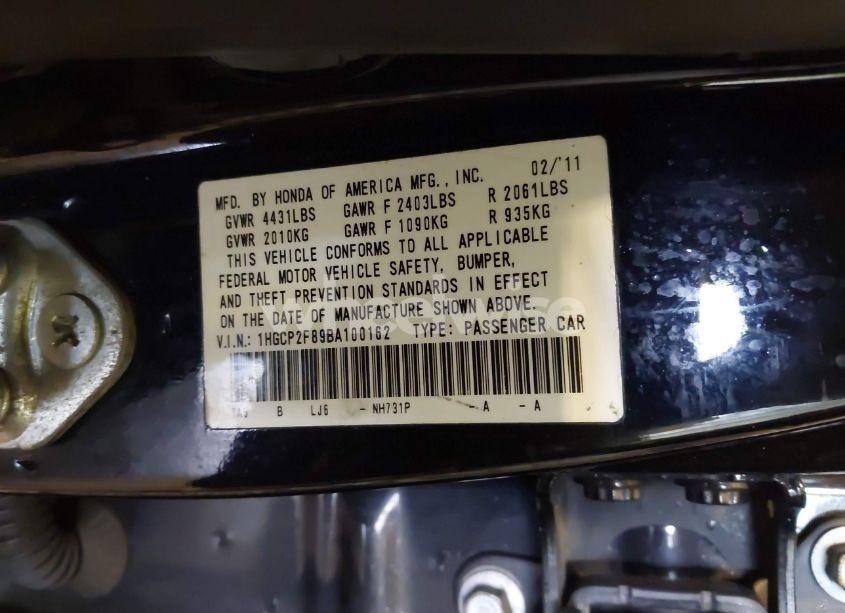 MFD. BY HONDA OF AMERICA MFG., INC. 02/'11
GVWR 4431LBS GAWR F 2403LBS R 2061LBS
GVWR 2010KG GAWR F 1090KG R 935KG
THIS VEHICLE CONFORMS TO ALL APPLICABLE
FEDERAL MOTOR VEHICLE SAFETY, BUMPER,
AND THEFT PREVENTION STANDARDS IN EFFECT
ON THE DATE OF MANUFACTURE SHOWN ABOVE.
V.I.N.: 1HGCP2F89BA100162 TYPE: PASSENGER CAR
B LJ6 - NH731P - A - A